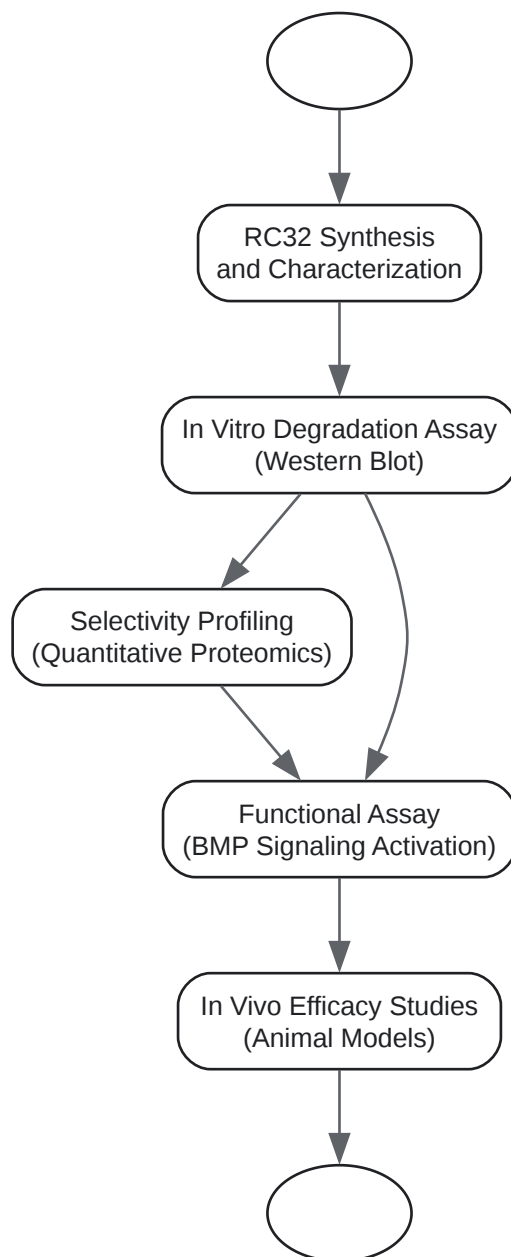 RC32 Synthesis
and Characterization
In Vitro Degradation Assay
(Western Blot)
Selectivity Profiling
(Quantitative Proteomics)
Functional Assay
(BMP Signaling Activation)
In Vivo Efficacy Studies
(Animal Models)